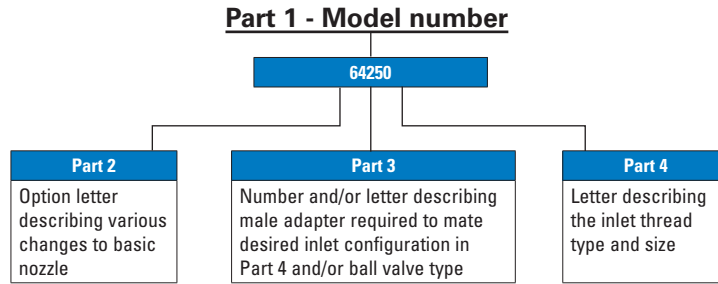 Part 1 - Model number
64250
Part 2
Option letter
describing various
changes to basic
nozzle
Part 3
Number and/or letter describing
male adapter required to mate
desired inlet configuration in
Part 4 and/or ball valve type
Part 4
Letter describing
the inlet thread
type and size